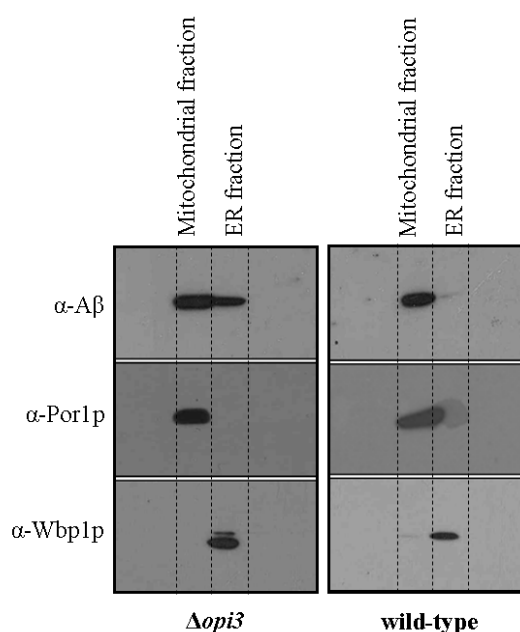 Mitochondrial fraction
ER fraction
Mitochondrial fraction
ER fraction
α-Aβ
α-Por1p
α-Wbp1p
Δopi3
wild-type